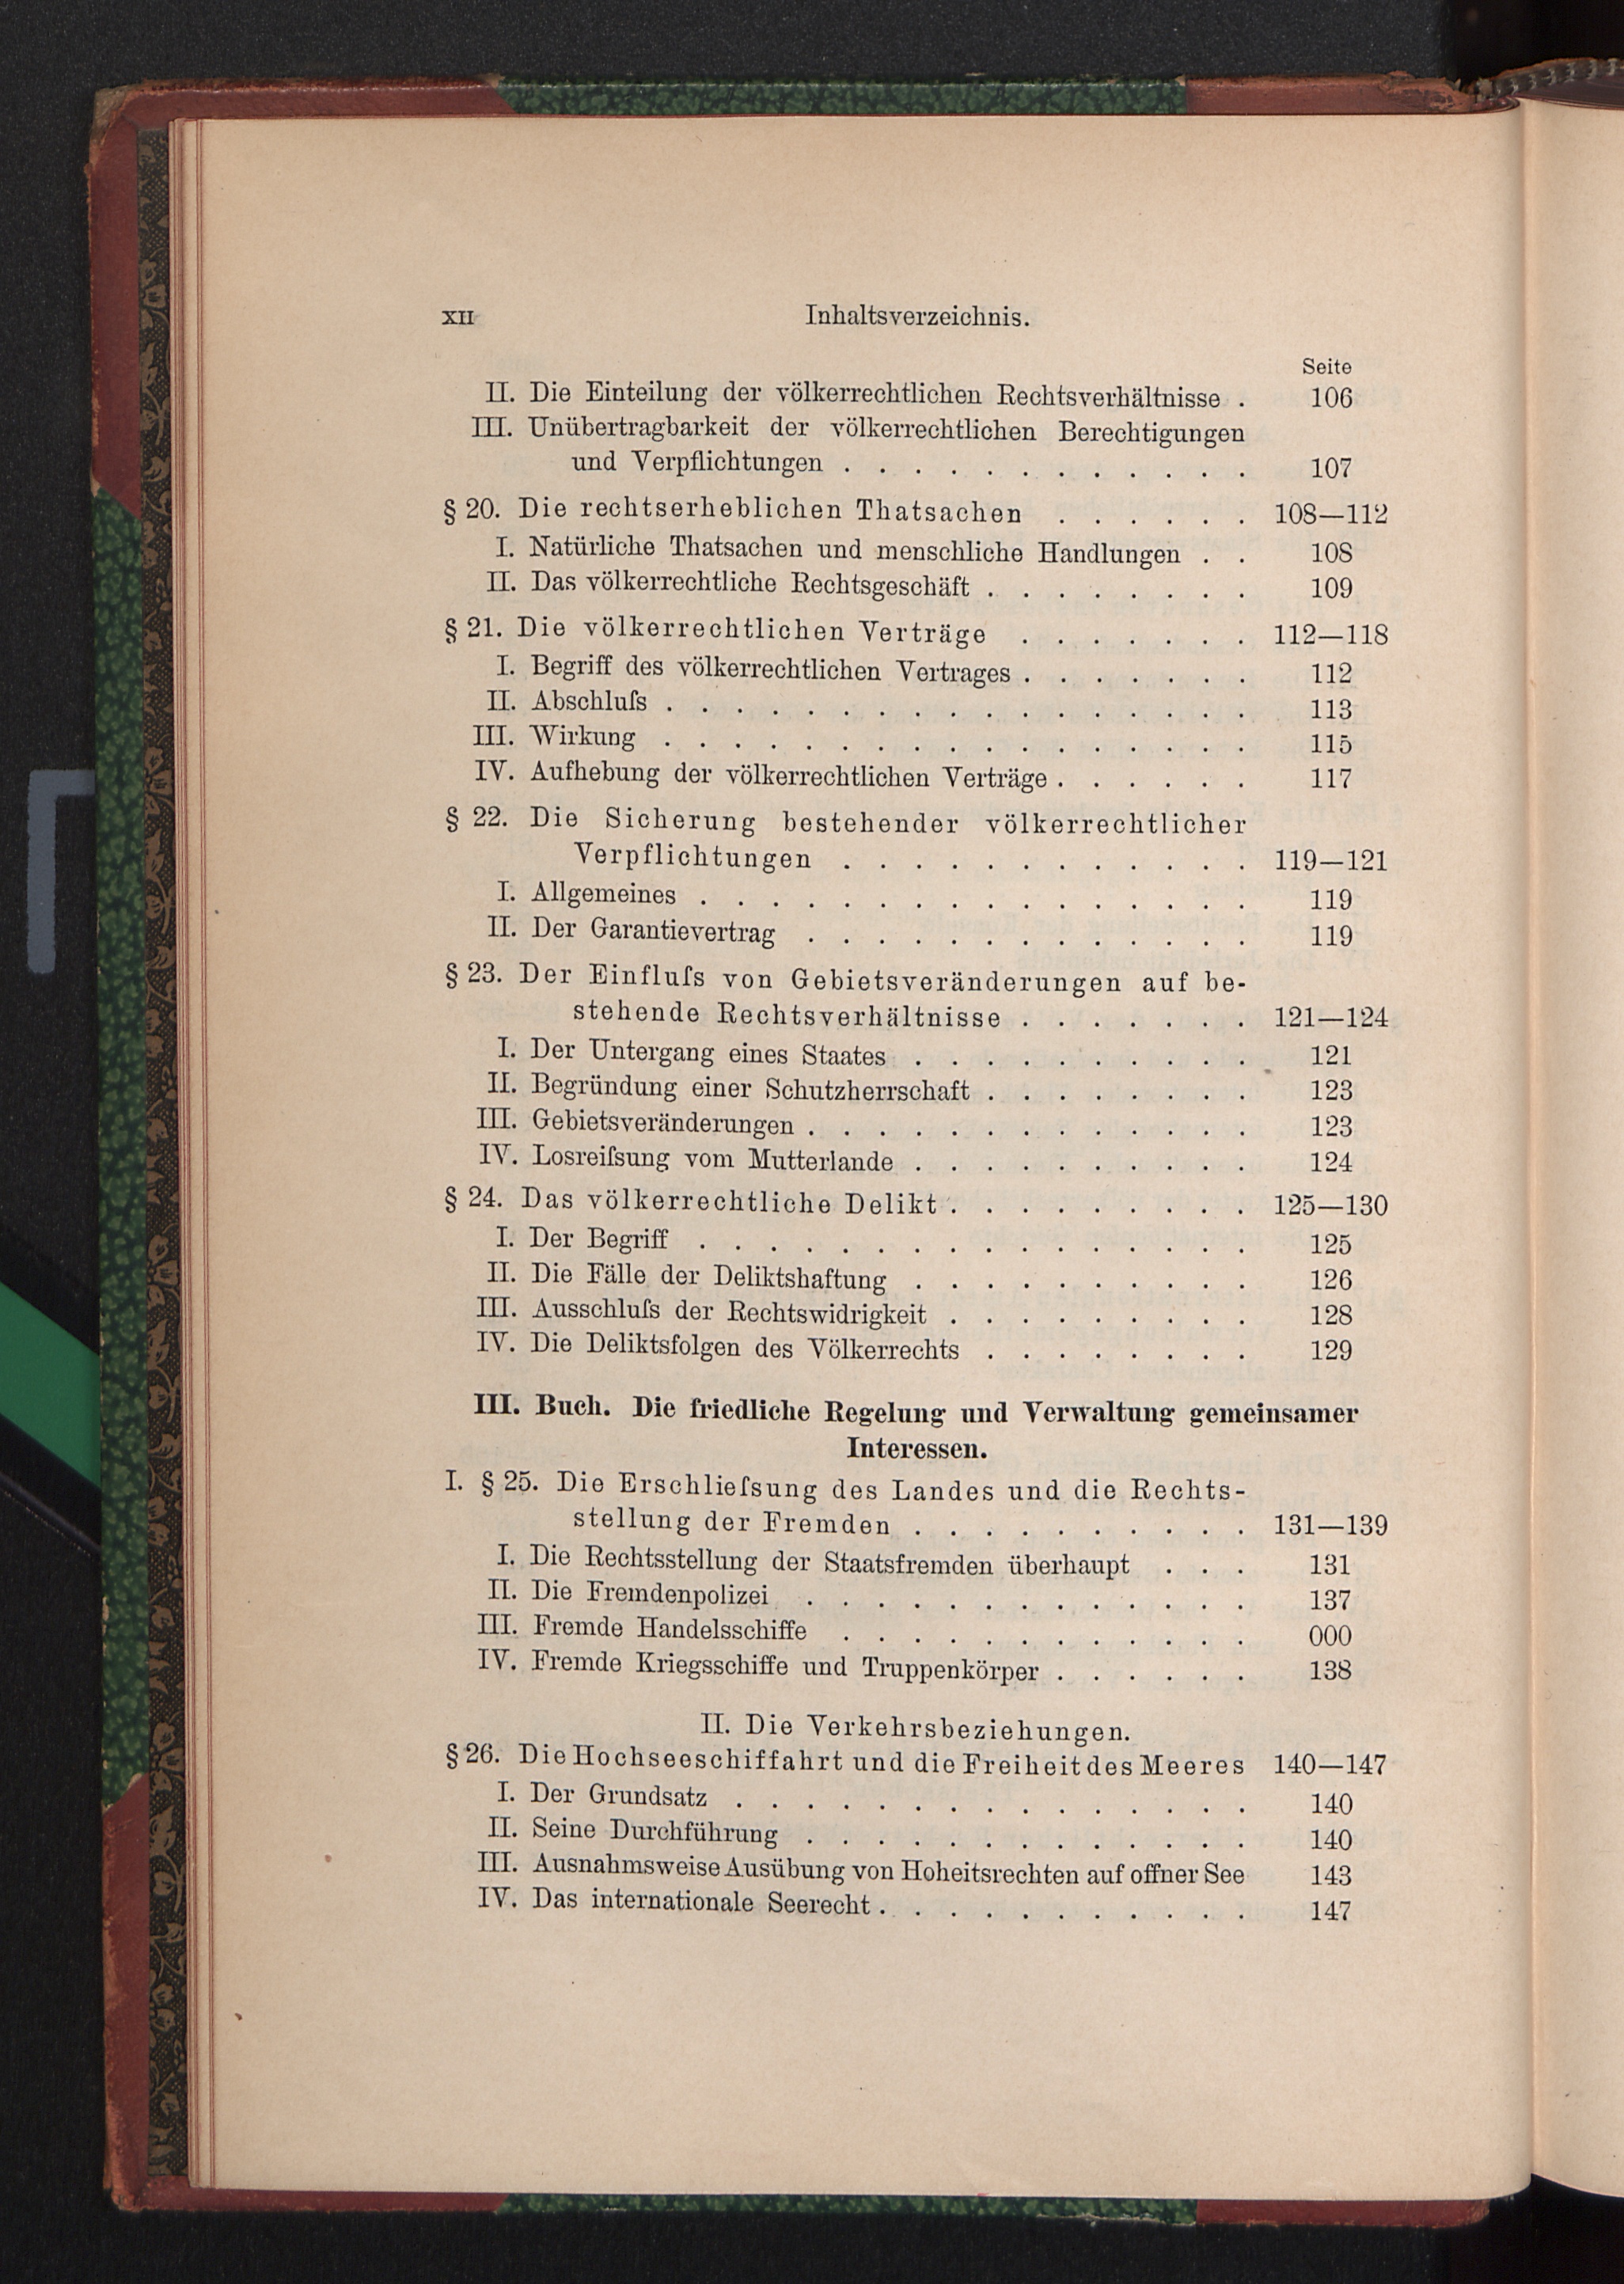 XII Inhaltsverzeichnis.
Seite
II. Die Einteilung der völkerrechtlichen Rechtsverhältnisse . 106
III. Unübertragbarkeit der völkerrechtlichen Berechtigungen
und Verpflichtungen . . . . . . . . . . . . 107
§ 20. Die rechtserheblichen Thatsachen . . . . . . 108—112
I. Natürliche Thatsachen und menschliche Handlungen . . 108
II. Das völkerrechtliche Rechtsgeschäft . . . . . . . . 109
§ 21. Die völkerrechtlichen Verträge . . . . . . . 112—118
I. Begriff des völkerrechtlichen Vertrages . . . . . . . 112
II. Abschluſs . . . . . . . . . . . . . . . . . 113
III. Wirkung . . . . . . . . . . . . . . . . . 115
IV. Aufhebung der völkerrechtlichen Verträge . . . . . . 117
§ 22. Die Sicherung bestehender völkerrechtlicher
Verpflichtungen . . . . . . . . . . . . 119—121
I. Allgemeines . . . . . . . . . . . . . . . . 119
II. Der Garantievertrag . . . . . . . . . . . . . 119
§ 23. Der Einfluſs von Gebietsveränderungen auf be-
stehende Rechtsverhältnisse . . . . . . . 121—124
I. Der Untergang eines Staates . . . . . . . . . . 121
II. Begründung einer Schutzherrschaft . . . . . . . . 123
III. Gebietsveränderungen . . . . . . . . . . . . . 123
IV. Losreiſsung vom Mutterlande . . . . . . . . . . 124
§ 24. Das völkerrechtliche Delikt . . . . . . . . . 125—130
I. Der Begriff . . . . . . . . . . . . . . . . 125
II. Die Fälle der Deliktshaftung . . . . . . . . . . 126
III. Ausschluſs der Rechtswidrigkeit . . . . . . . . . 128
IV. Die Deliktsfolgen des Völkerrechts . . . . . . . . 129
III. Buch. Die friedliche Regelung und Verwaltung gemeinsamer
Interessen.
I. § 25. Die Erschlieſsung des Landes und die Rechts-
stellung der Fremden . . . . . . . . . . 131—139
I. Die Rechtsstellung der Staatsfremden überhaupt . . . 131
II. Die Fremdenpolizei . . . . . . . . . . . . . 137
III. Fremde Handelsschiffe . . . . . . . . . . . . 000
IV. Fremde Kriegsschiffe und Truppenkörper . . . . . . 138
II. Die Verkehrsbeziehungen.
§ 26. Die Hochseeschiffahrt und die Freiheit des Meeres 140—147
I. Der Grundsatz . . . . . . . . . . . . . . . 140
II. Seine Durchführung . . . . . . . . . . . . . 140
III. Ausnahmsweise Ausübung von Hoheitsrechten auf offner See 143
IV. Das internationale Seerecht . . . . . . . . . . . 147